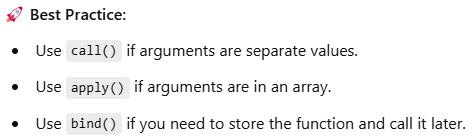 🚀 Best Practice:
• Use call() if arguments are separate values.
• Use apply() if arguments are in an array.
• Use bind() if you need to store the function and call it later.